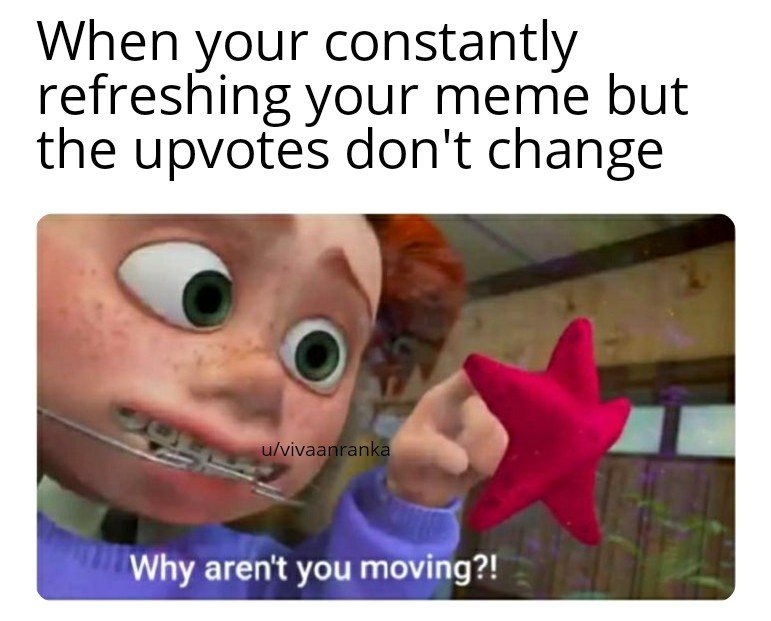 When your constantly
refreshing your meme but
the upvotes don't change
u/vivaanranka
Why aren't you moving?!